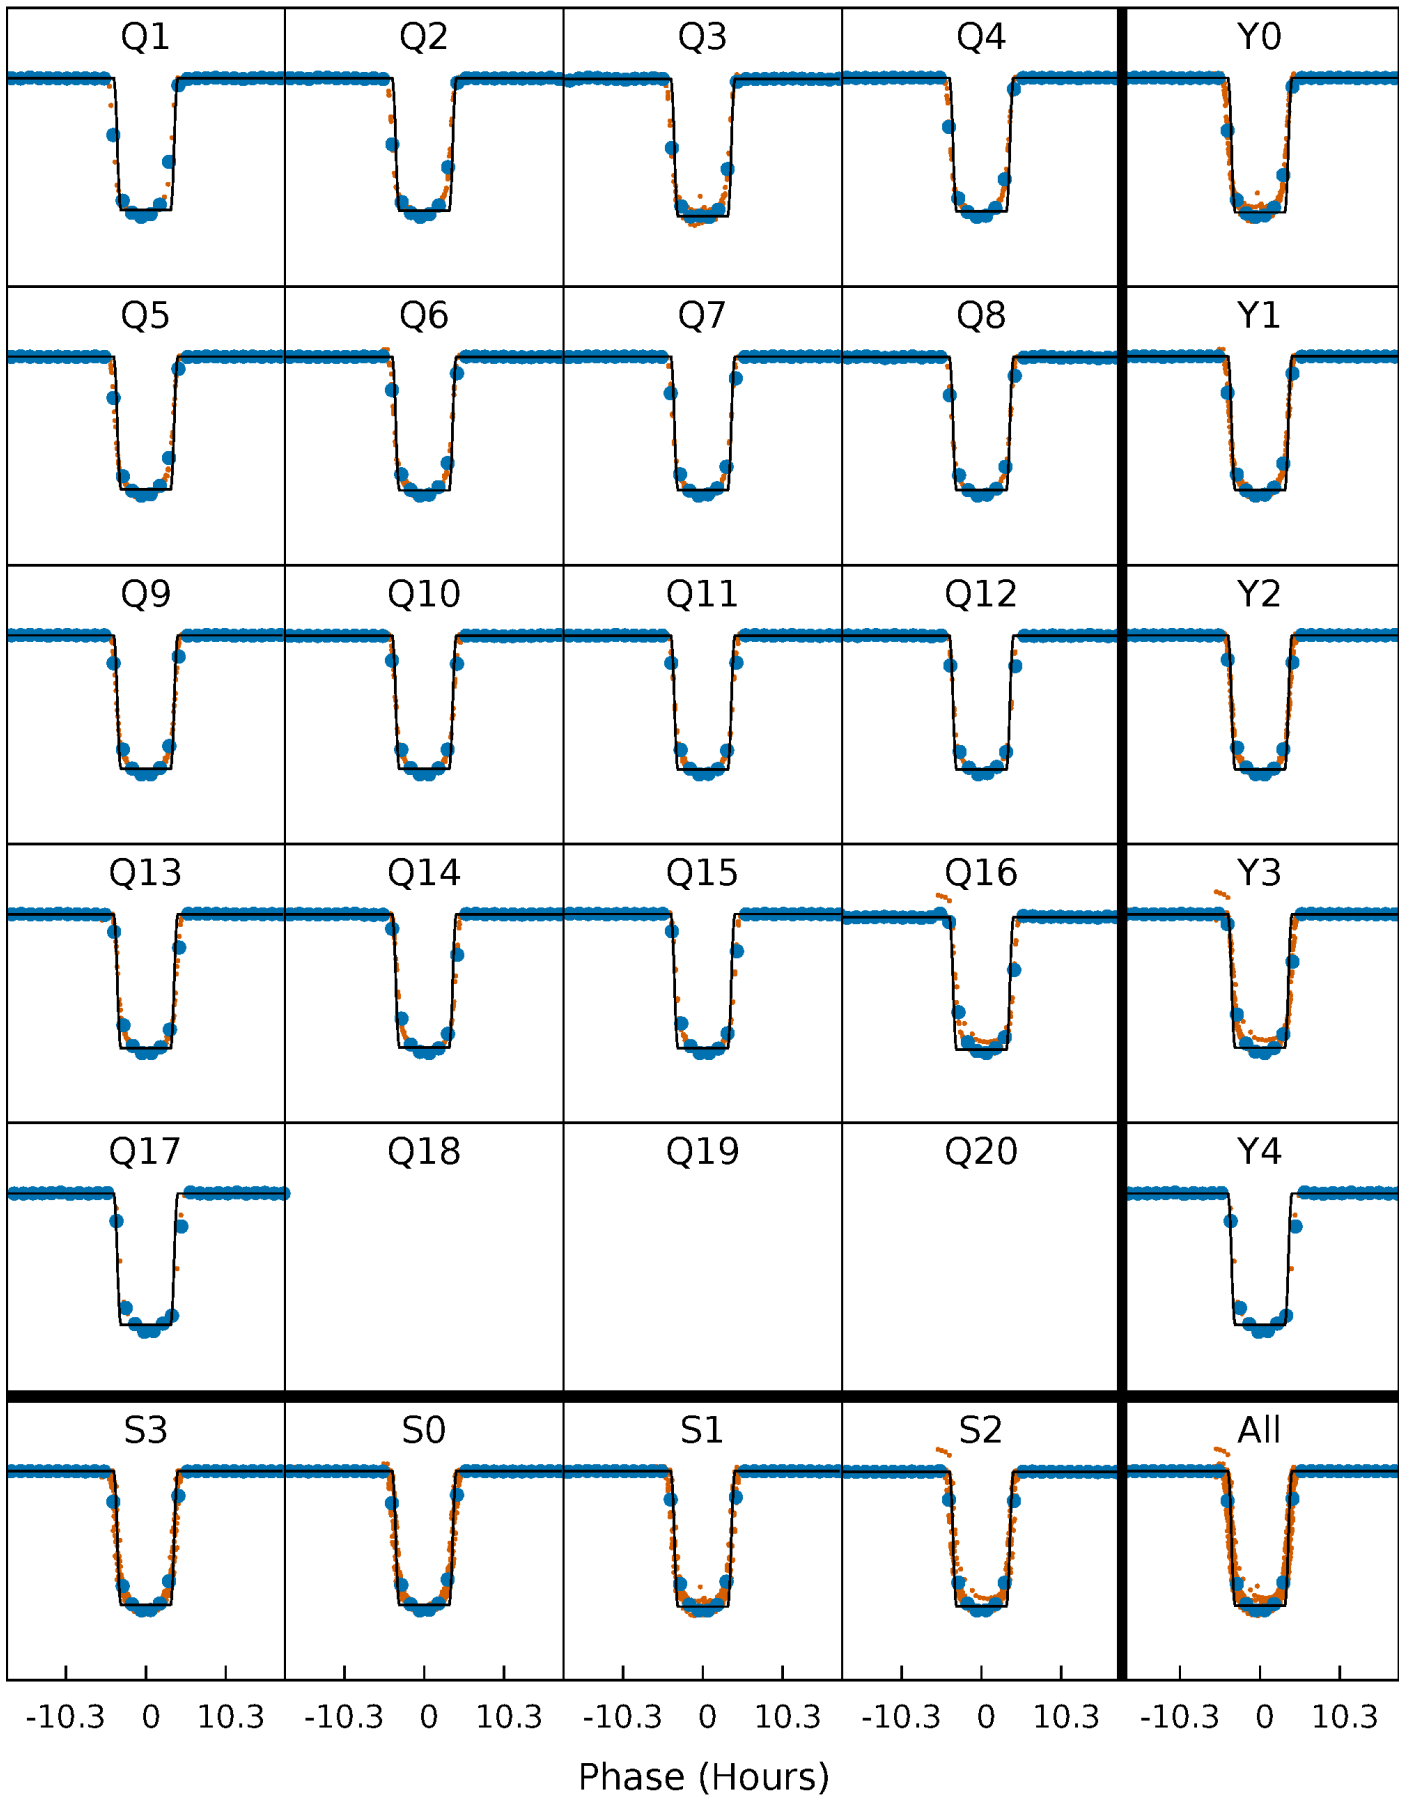 Q1 Q2 Q3 Q4 Y0
Q5 Q6 Q7 Q8 Y1
Q9 Q10 Q11 Q12 Y2
Q13 Q14 Q15 Q16 Y3
Q17 Q18 Q19 Q20 Y4
S3 S0 S1 S2 All
-10.3 0 10.3 -10.3 0 10.3 -10.3 0 10.3 -10.3 0 10.3 -10.3 0 10.3
Phase (Hours)